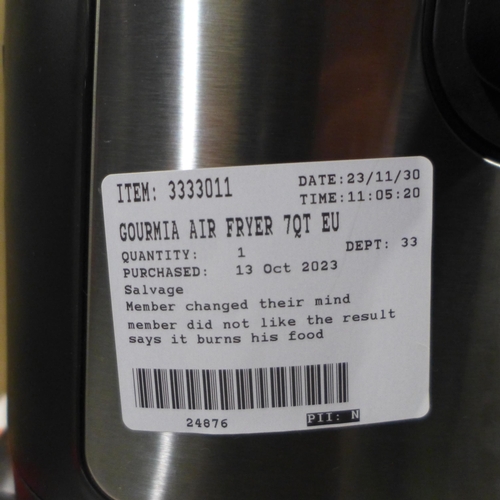 ITEM: 3333011 DATE:23/11/30
TIME:11:05:20
GOURMIA AIR FRYER 7QT EU
QUANTITY: 1 DEPT: 33
PURCHASED: 13 Oct 2023
Salvage
Member changed their mind
member did not like the result
says it burns his food
24876 PII: N